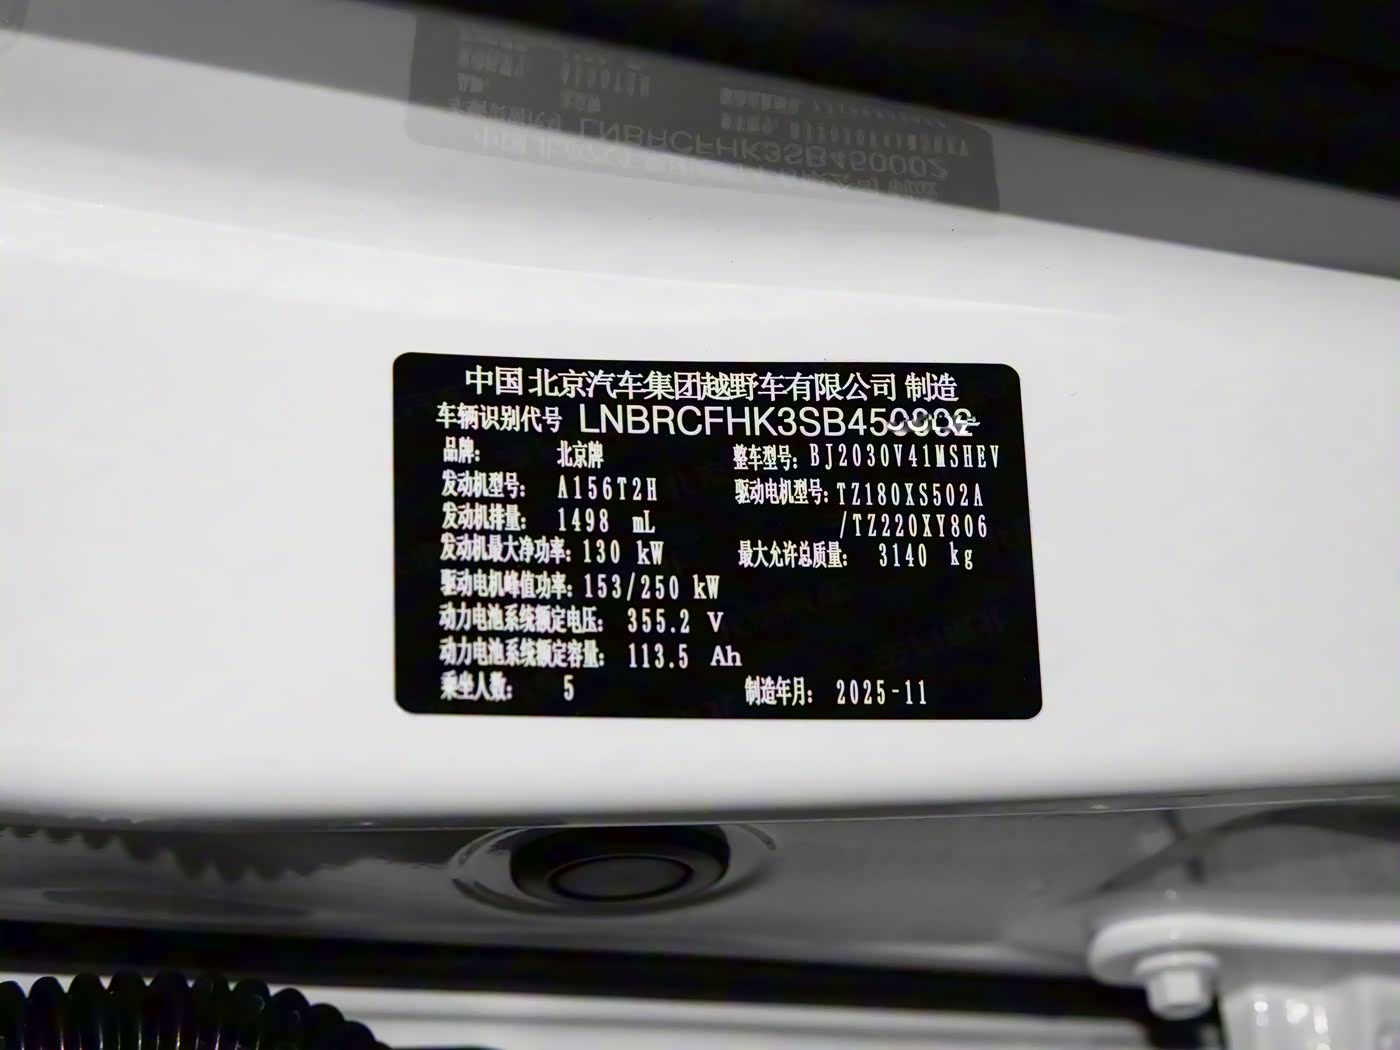 中国 北京汽车集团越野车有限公司 制造
车辆识别代号 LNBRCFHK3SB450002
品牌: 北京牌 整车型号: BJ2030V41MSHEV
发动机型号: A156T2H 驱动电机型号: TZ180XS502A
发动机排量: 1498 mL /TZ220XY806
发动机最大净功率: 130 kW 最大允许总质量: 3140 kg
驱动电机峰值功率: 153/250 kW
动力电池系统额定电压: 355.2 V
动力电池系统额定容量: 113.5 Ah
乘坐人数: 5 制造年月: 2025-11